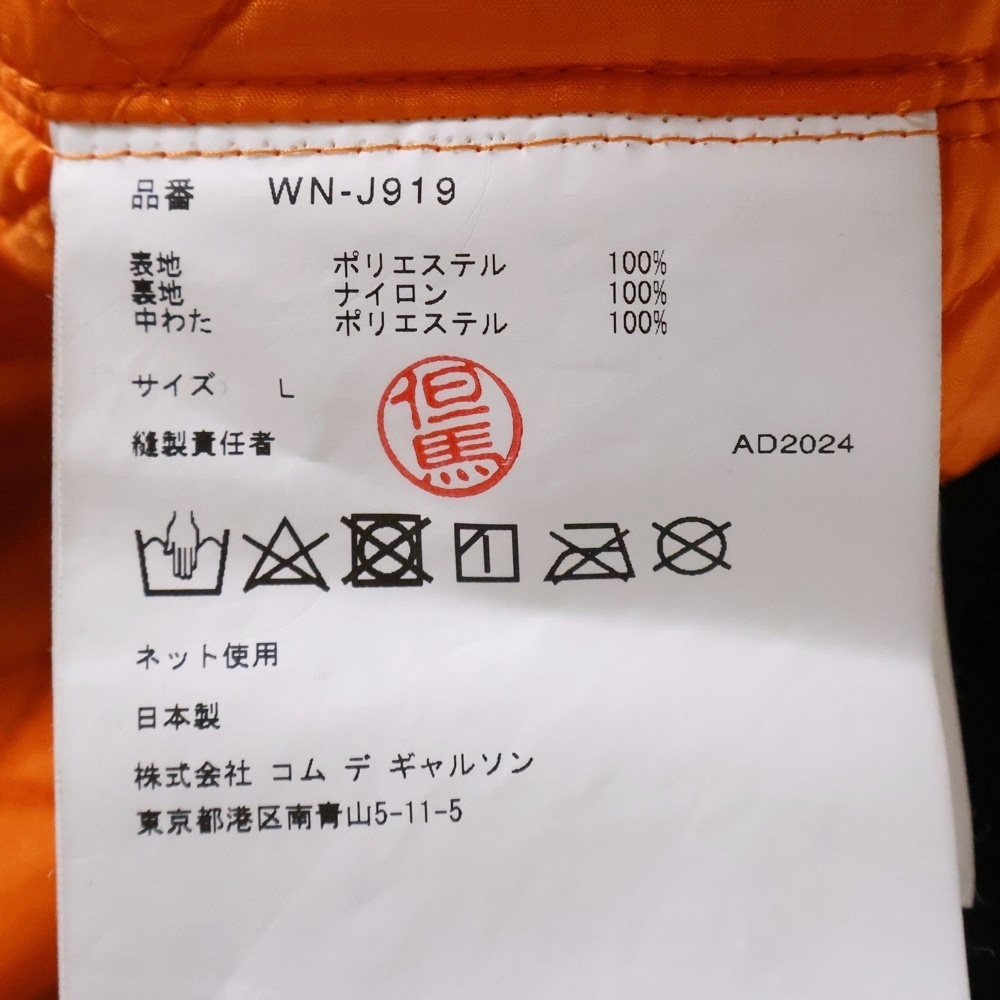 品番 WN-J919
表地 ポリエステル 100%
裏地 ナイロン 100%
中わた ポリエステル 100%
サイズ L
但馬
縫製責任者 AD2024
ネット使用
日本製
株式会社 コム デ ギャルソン
東京都港区南青山5-11-5